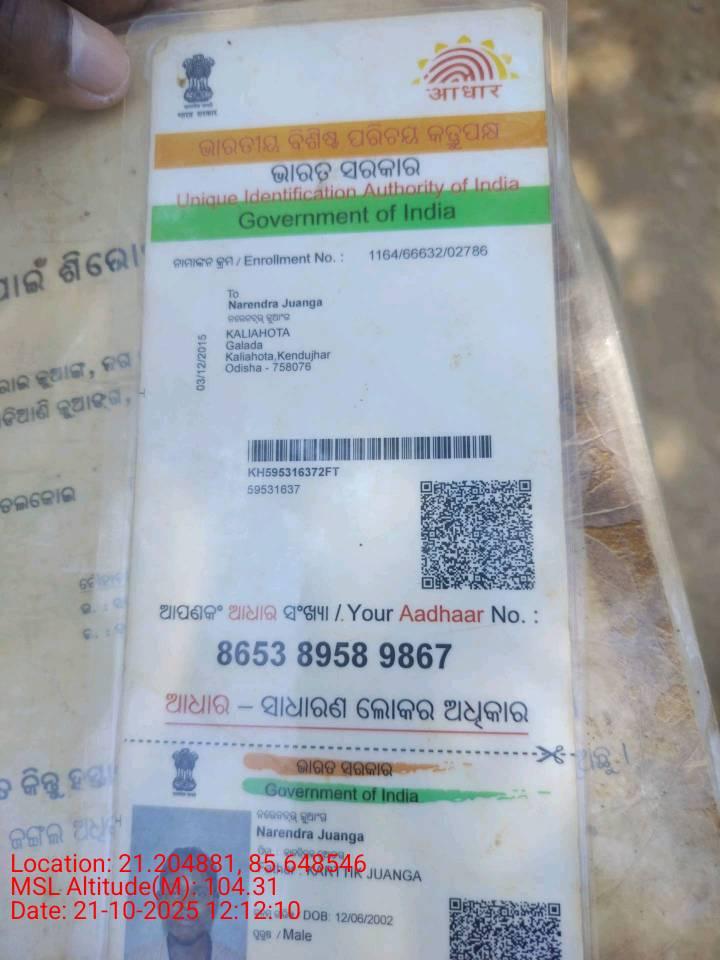 भारत सरकार
आधार
ଭାରତୀୟ ବିଶିଷ୍ଟ ପରିଚୟ କର୍ତ୍ତୃପକ୍ଷ
ଭାରତ ସରକାର
Unique Identification Authority of India
Government of India
ନାମାଙ୍କନ କ୍ରମ / Enrollment No. : 1164/66632/02786
To
Narendra Juanga
KALIAHOTA
Galada
Kaliahota,Kendujhar
Odisha - 758076
03/12/2015
KH595316372FT
59531637
ଆପଣଙ୍କ ଆଧାର ସଂଖ୍ୟା / Your Aadhaar No. :
8653 8958 9867
ଆଧାର – ସାଧାରଣ ଲୋକର ଅଧିକାର
ଭାରତ ସରକାର
Government of India
Narendra Juanga
JUANGA
DOB: 12/06/2002
ପୁରୁଷ / Male
Location: 21.204881, 85.648546
MSL Altitude(M): 104.31
Date: 21-10-2025 12:12:10